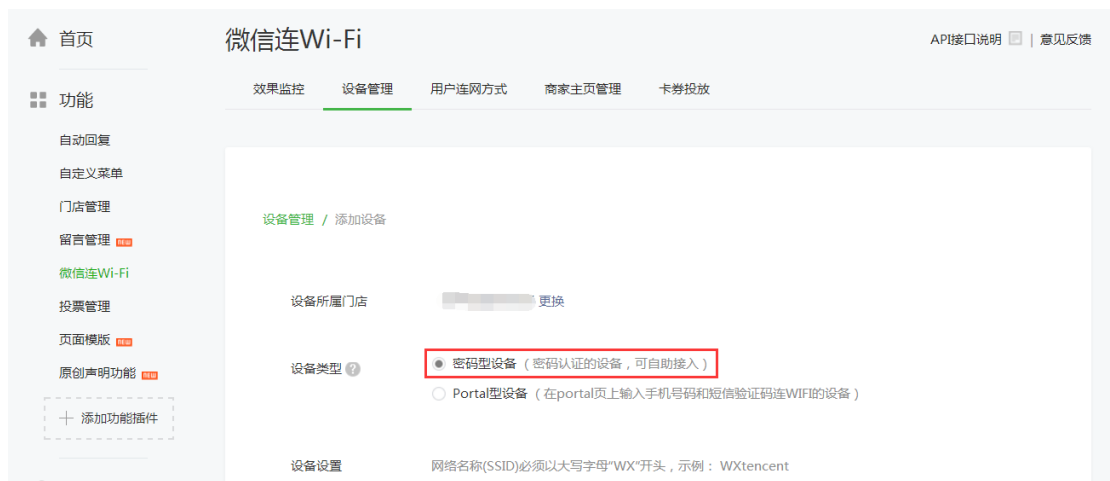 首页
微信连Wi-Fi
API接口说明 | 意见反馈
效果监控 设备管理 用户连网方式 商家主页管理 卡券投放
功能
自动回复
自定义菜单
门店管理
留言管理 NEW
微信连Wi-Fi
投票管理
页面模版 NEW
原创声明功能 NEW
+ 添加功能插件
设备管理 / 添加设备
设备所属门店 更换
设备类型 ?
密码型设备（密码认证的设备，可自助接入）
Portal型设备（在portal页上输入手机号码和短信验证码连WIFI的设备）
设备设置 网络名称(SSID)必须以大写字母“WX”开头，示例： WXtencent